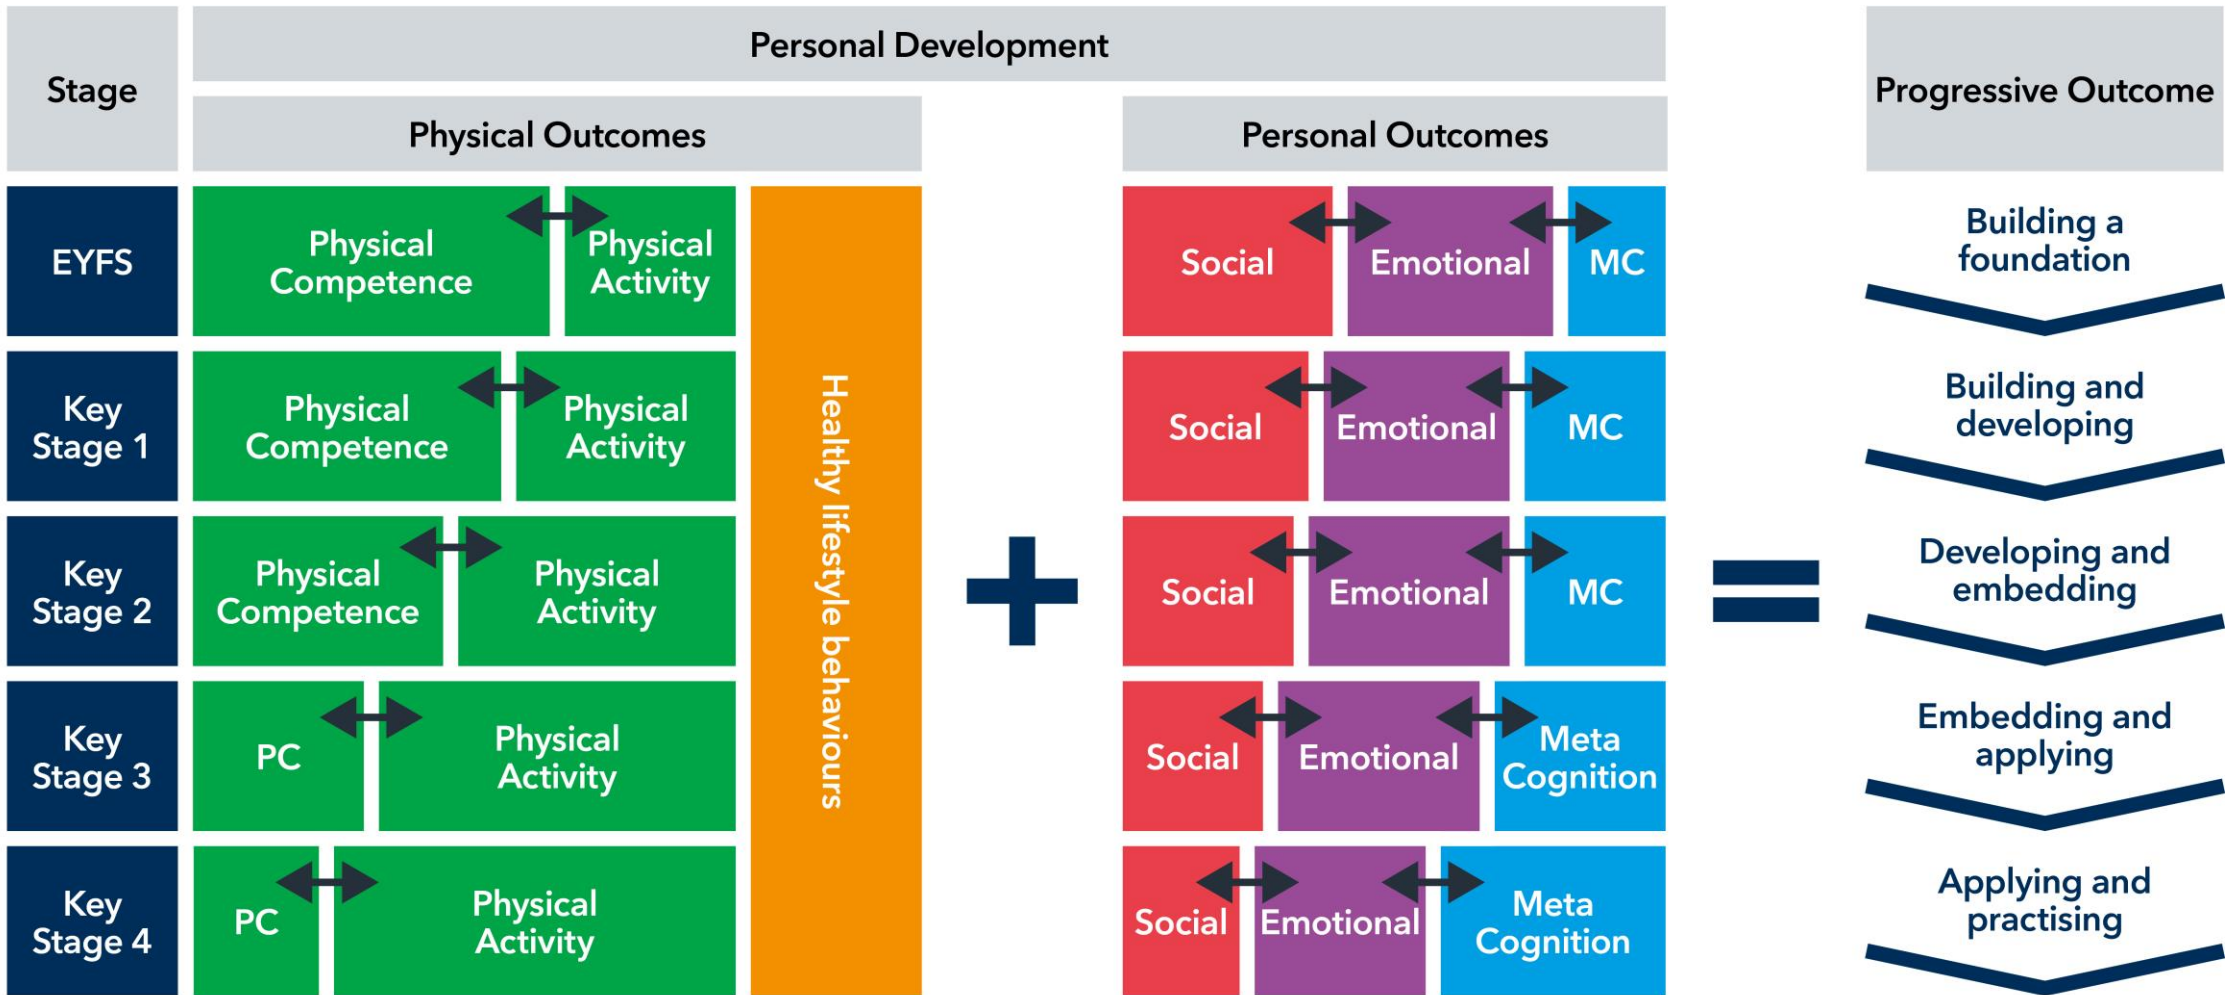 Stage
Personal Development
Progressive Outcome
Physical Outcomes
Personal Outcomes
EYFS
Physical
Competence
Physical
Activity
Social
Emotional
MC
Building a
foundation
Key
Stage 1
Physical
Competence
Physical
Activity
Social
Emotional
MC
Building and
developing
Key
Stage 2
Physical
Competence
Physical
Activity
Healthy lifestyle behaviours
Social
Emotional
MC
Developing and
embedding
Key
Stage 3
PC
Physical
Activity
Social
Emotional
Meta
Cognition
Embedding and
applying
Key
Stage 4
PC
Physical
Activity
Social
Emotional
Meta
Cognition
Applying and
practising